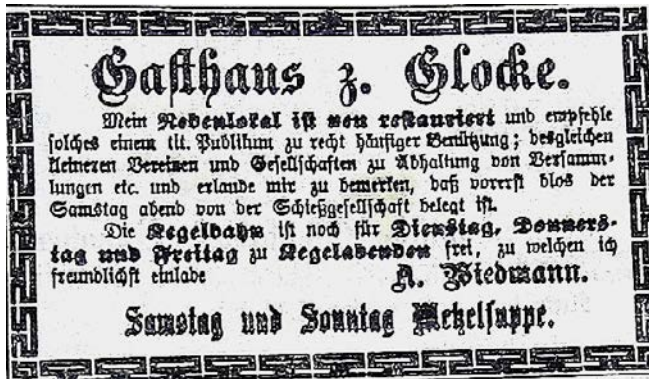 Gasthaus z. Glocke.
Mein Nebenlokal ist neu restauriert und empfehle
solches einem tit. Publikum zu recht häufiger Benützung; desgleichen
kleineren Vereinen und Gesellschaften zu Abhaltung von Versamm-
lungen etc. und erlaube mir zu bemerken, daß vorerst blos der
Samstag abend von der Schießgesellschaft belegt ist.
Die Kegelbahn ist noch für Dienstag, Donners-
tag und Freitag zu Kegelabenden frei, zu welchen ich
freundlichst einlade
A. Wiedmann.
Samstag und Sonntag Metzelsuppe.